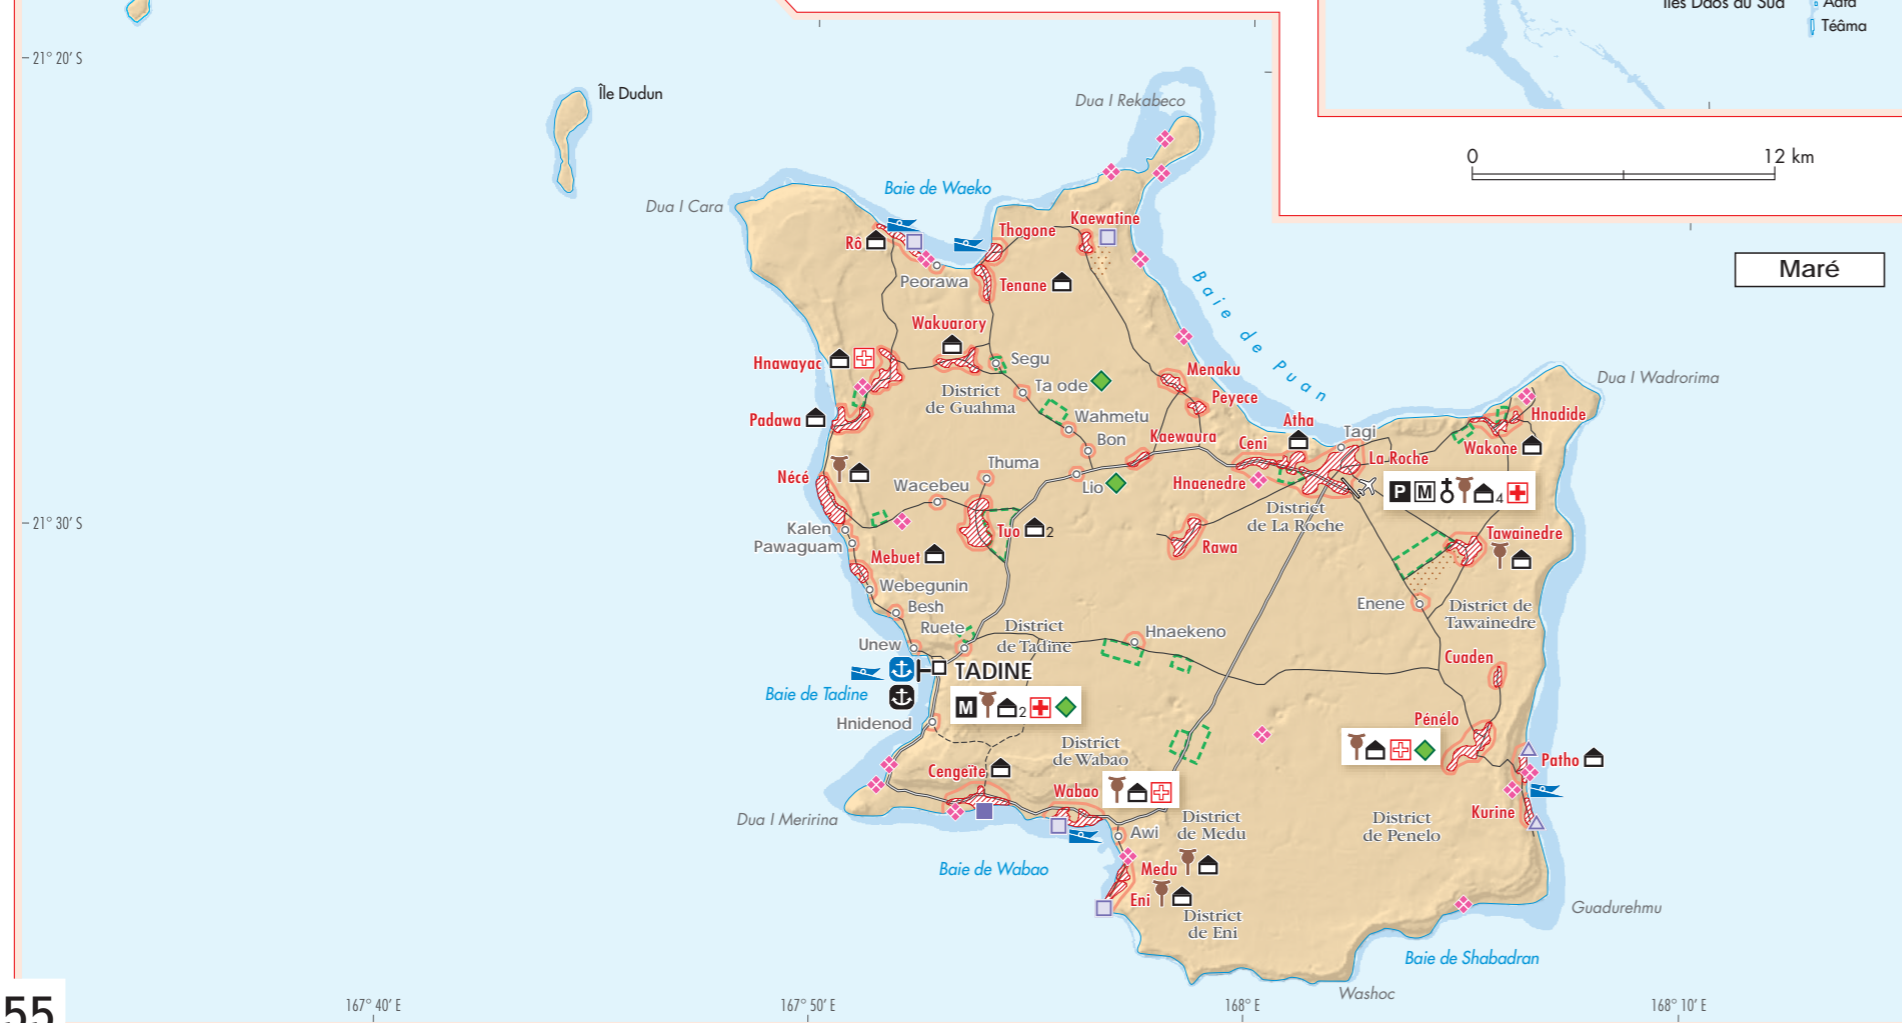 Îles Daos du Sud
Aàfà
Téâma
21° 20' S
Île Dudun
Dua I Rekabeco
0
12 km
Baie de Waeko
Dua I Cara
Kaewatine
Thogone
Rô
Maré
Peorawa
Tenane
Baie de Puan
Wakuarory
Segu
Hnawayac
Ta ode
Menaku
Dua I Wadrorima
District
de Guahma
Peyece
Padawa
Wahmetu
Atha
Hnadide
Bon
Kaewaura
Ceni
Tagi
Wakone
La Roche
Thuma
Nécé
Wacebeu
Lio
Hnaenedre
P M 4
21° 30' S
Kalen
District
de La Roche
Tuo 2
Tawainedre
Pawaguam
Rawa
Mebuet
Webegunin
Enene
District de
Tawainedre
Besh
Ruete
District
de Tadine
Hnaekeno
Unew
Cuaden
TADINE
Baie de Tadine
M 2
Hnidenod
Pénélo
District
de Wabao
Patho
Cengeïte
Wabao
Dua I Meririna
Kurine
District
de Medu
District
de Penelo
Awi
Baie de Wabao
Medu
Eni
District
de Eni
Guadurehmu
Baie de Shabadran
Washoc
55
167° 40' E
167° 50' E
168° E
168° 10' E